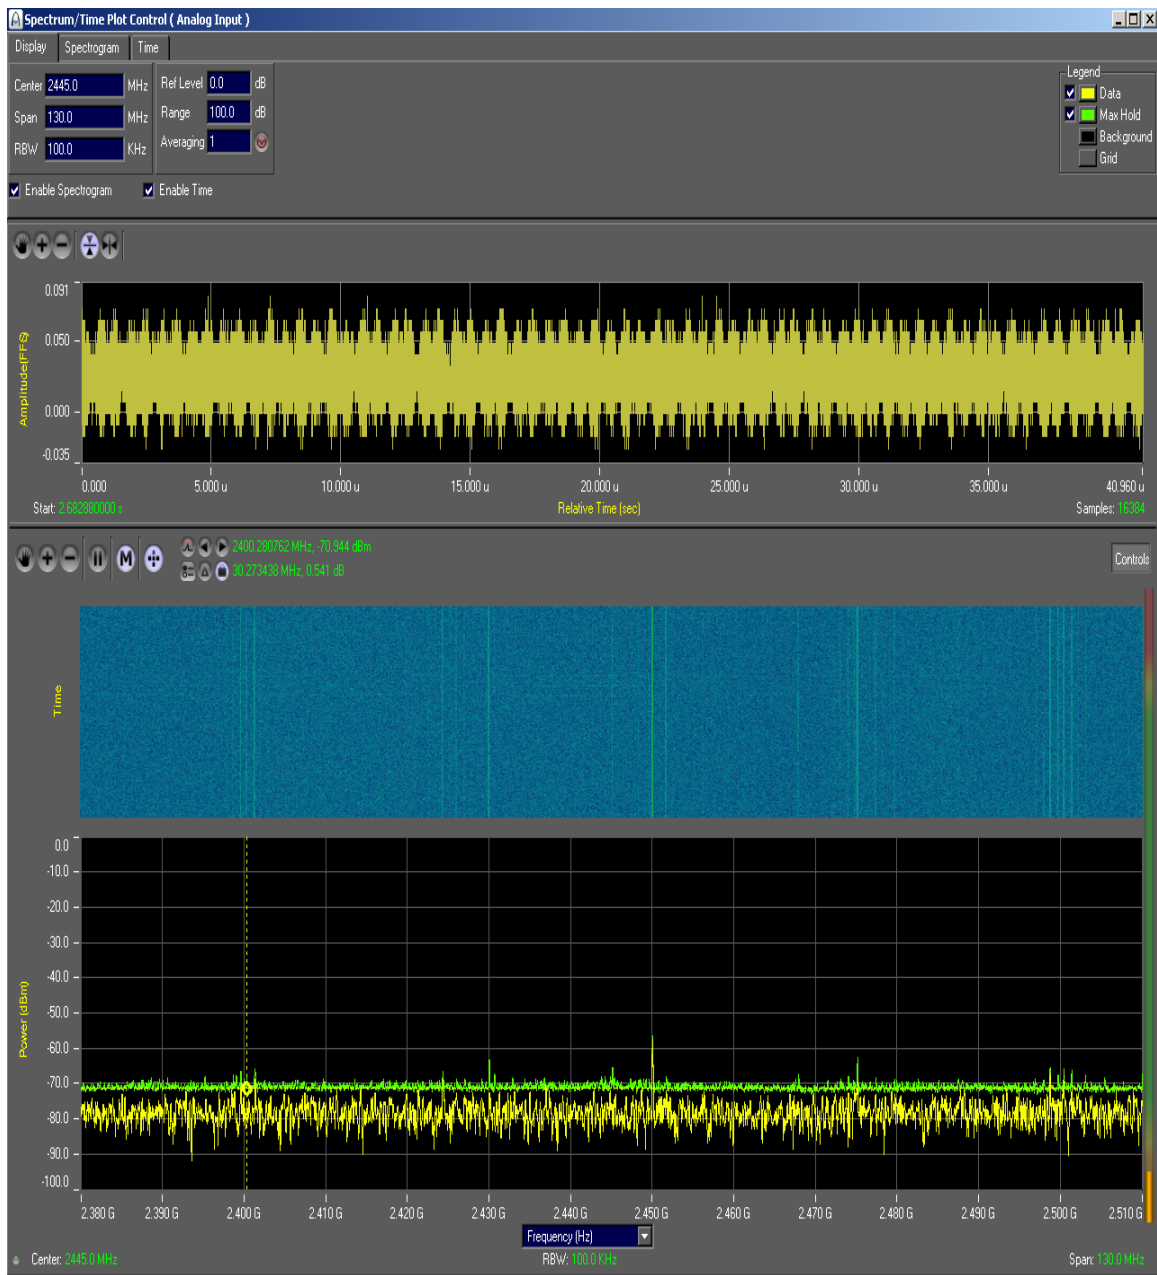 Spectrum/Time Plot Control ( Analog Input )
Display Spectrogram Time
Center 2445.0 MHz
Span 130.0 MHz
RBW 100.0 KHz
Ref Level 0.0 dB
Range 100.0 dB
Averaging 1
Legend
Data
Max Hold
Background
Grid
Enable Spectrogram Enable Time
Amplitude(FFS)
0.091
0.050
0.000
-0.035
0.000 5.000 u 10.000 u 15.000 u 20.000 u 25.000 u 30.000 u 35.000 u 40.960 u
Start: 2.682880000 s Relative Time (sec) Samples: 16384
M
2400.280762 MHz, -70.944 dBm
30.273438 MHz, 0.541 dB
Controls
Time
Power (dBm)
0.0
-10.0
-20.0
-30.0
-40.0
-50.0
-60.0
-70.0
-80.0
-90.0
-100.0
2.380 G 2.390 G 2.400 G 2.410 G 2.420 G 2.430 G 2.440 G 2.450 G 2.460 G 2.470 G 2.480 G 2.490 G 2.500 G 2.510 G
Frequency (Hz)
Center: 2445.0 MHz RBW: 100.0 KHz Span: 130.0 MHz